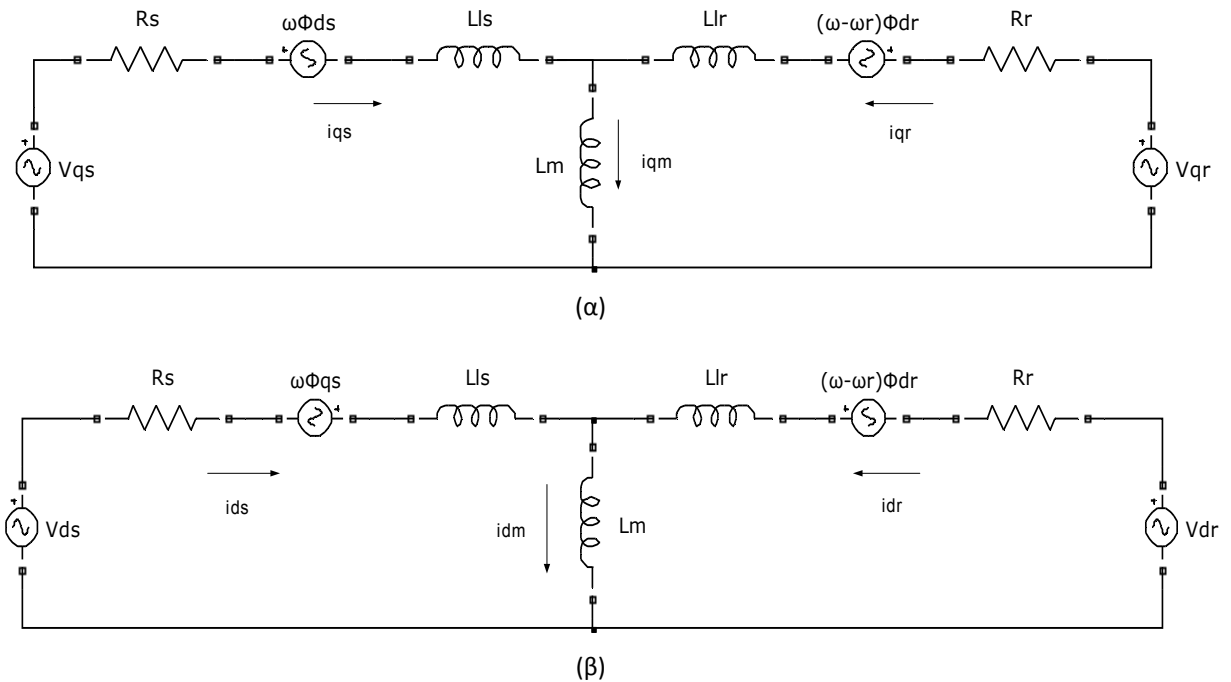 Rs
ωΦds
Lls
Llr
(ω-ωr)Φdr
Rr
+
+
iqs
iqr
+
Vqs
Lm
iqm
+
Vqr
(α)
Rs
ωΦqs
Lls
Llr
(ω-ωr)Φdr
Rr
+
+
ids
idr
+
Vds
idm
Lm
+
Vdr
(β)